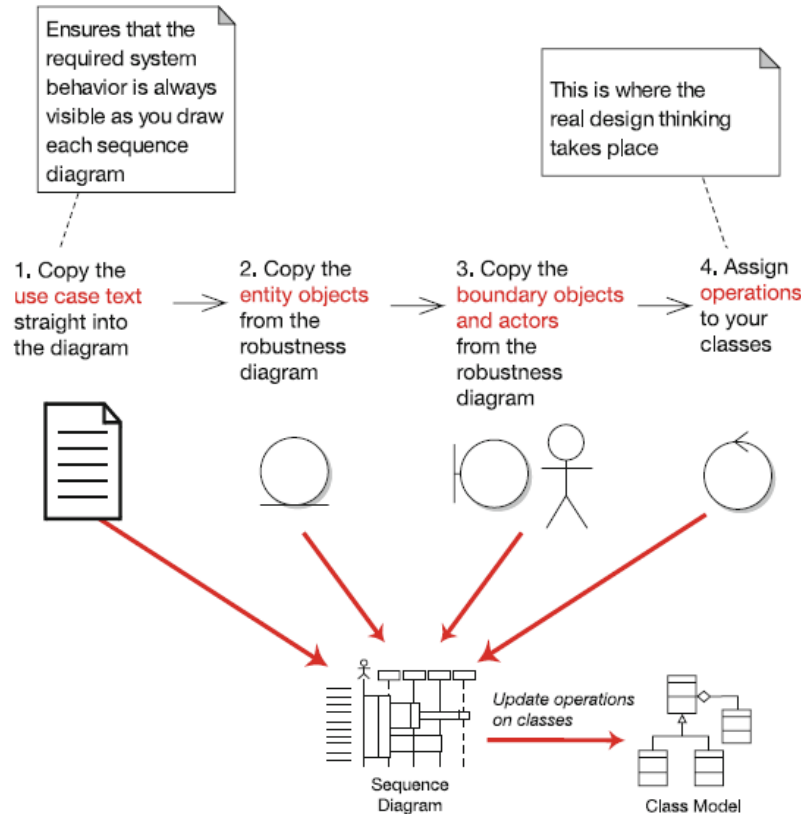 Ensures that the
required system
behavior is always
visible as you draw
each sequence
diagram
This is where the
real design thinking
takes place
1. Copy the
use case text
straight into
the diagram
2. Copy the
entity objects
from the
robustness
diagram
3. Copy the
boundary objects
and actors
from the
robustness
diagram
4. Assign
operations
to your
classes
Update operations
on classes
Sequence
Diagram
Class Model